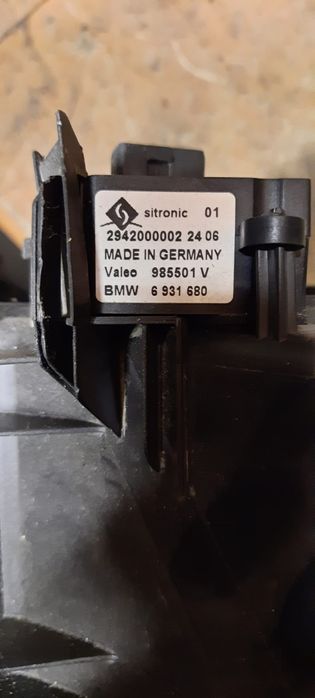 sitronic 01
2942000002 24 06
MADE IN GERMANY
Valeo 985501 V
BMW 6 931 680